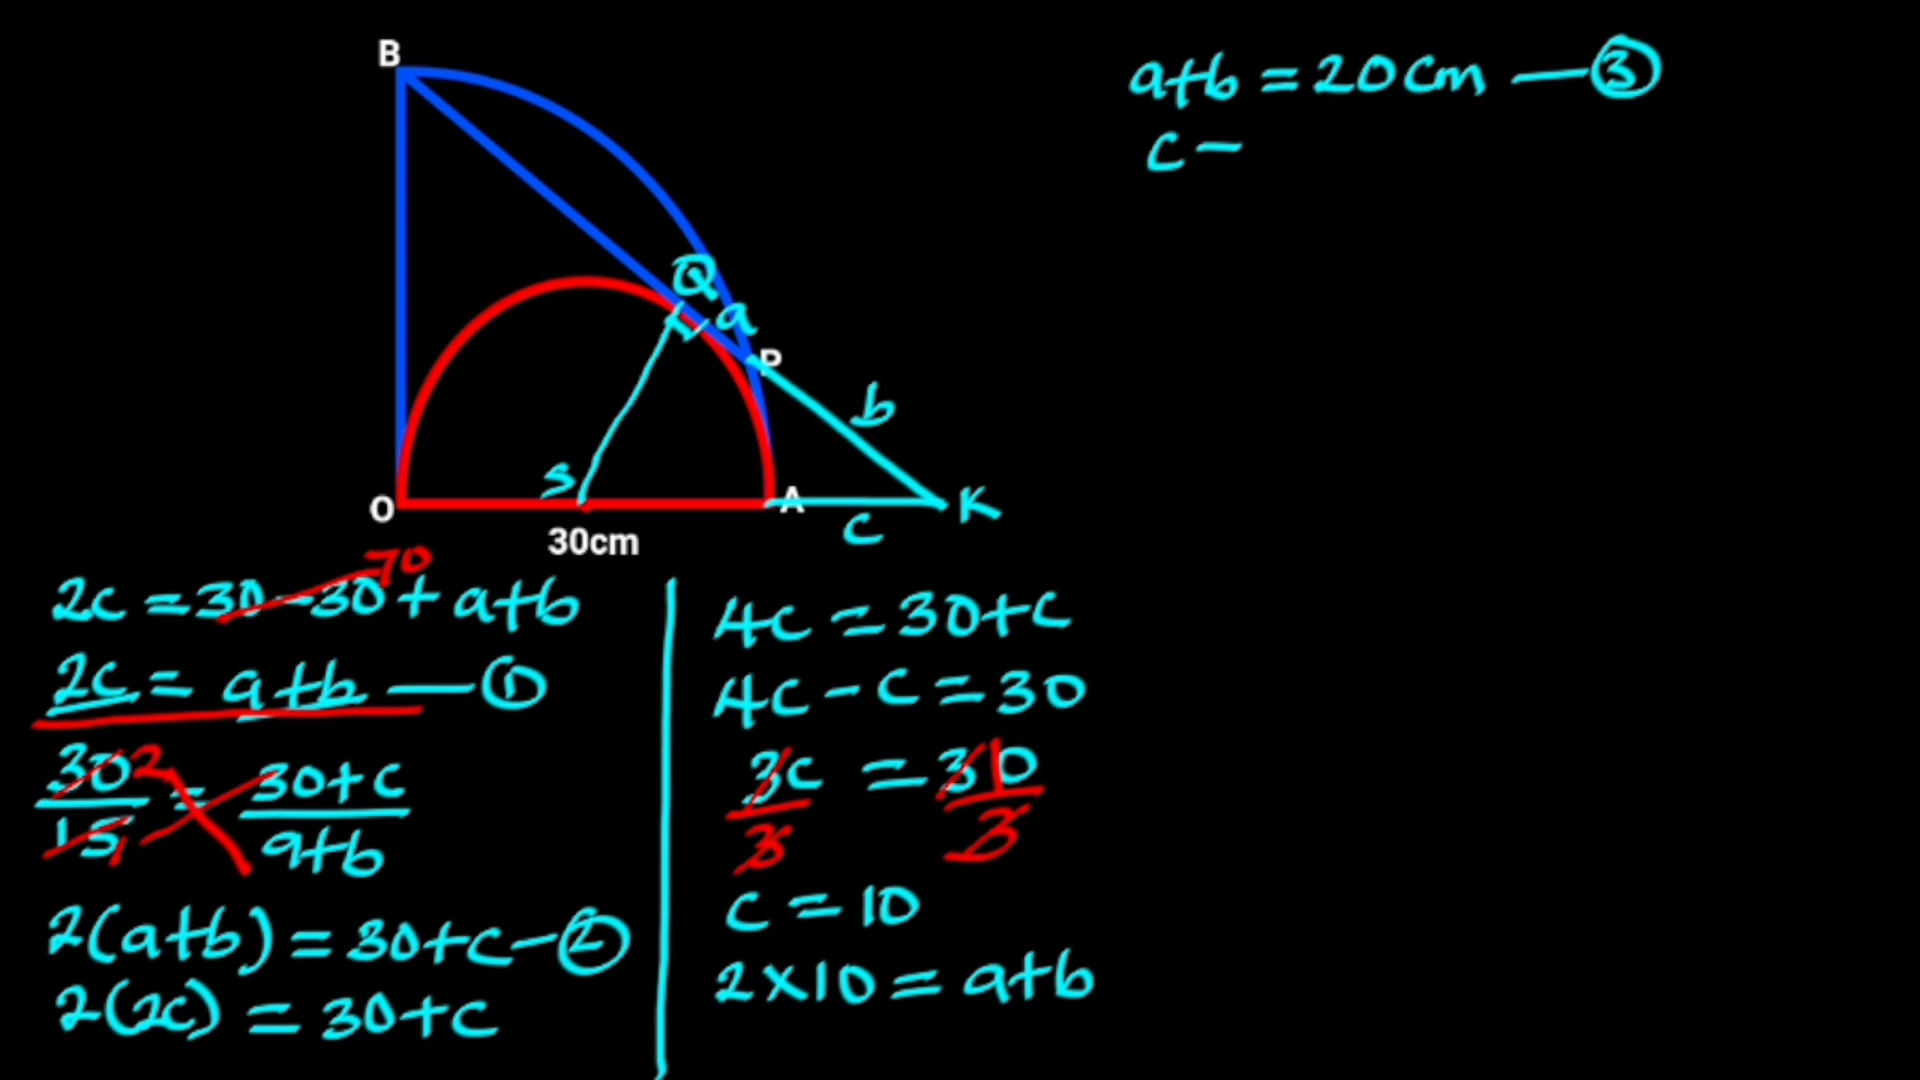 B
a+b = 20cm — ③
c –
Q
a
P
b
S
O
A
K
c
30cm
2c = 30 - 30 + a+b
70
2c = a+b — ①
30/15 = 30+c/a+b
2
1
2(a+b) = 30+c - ②
2(2c) = 30+c
4c = 30+c
4c - c = 30
3c/3 = 30/3
c = 10
2×10 = a+b